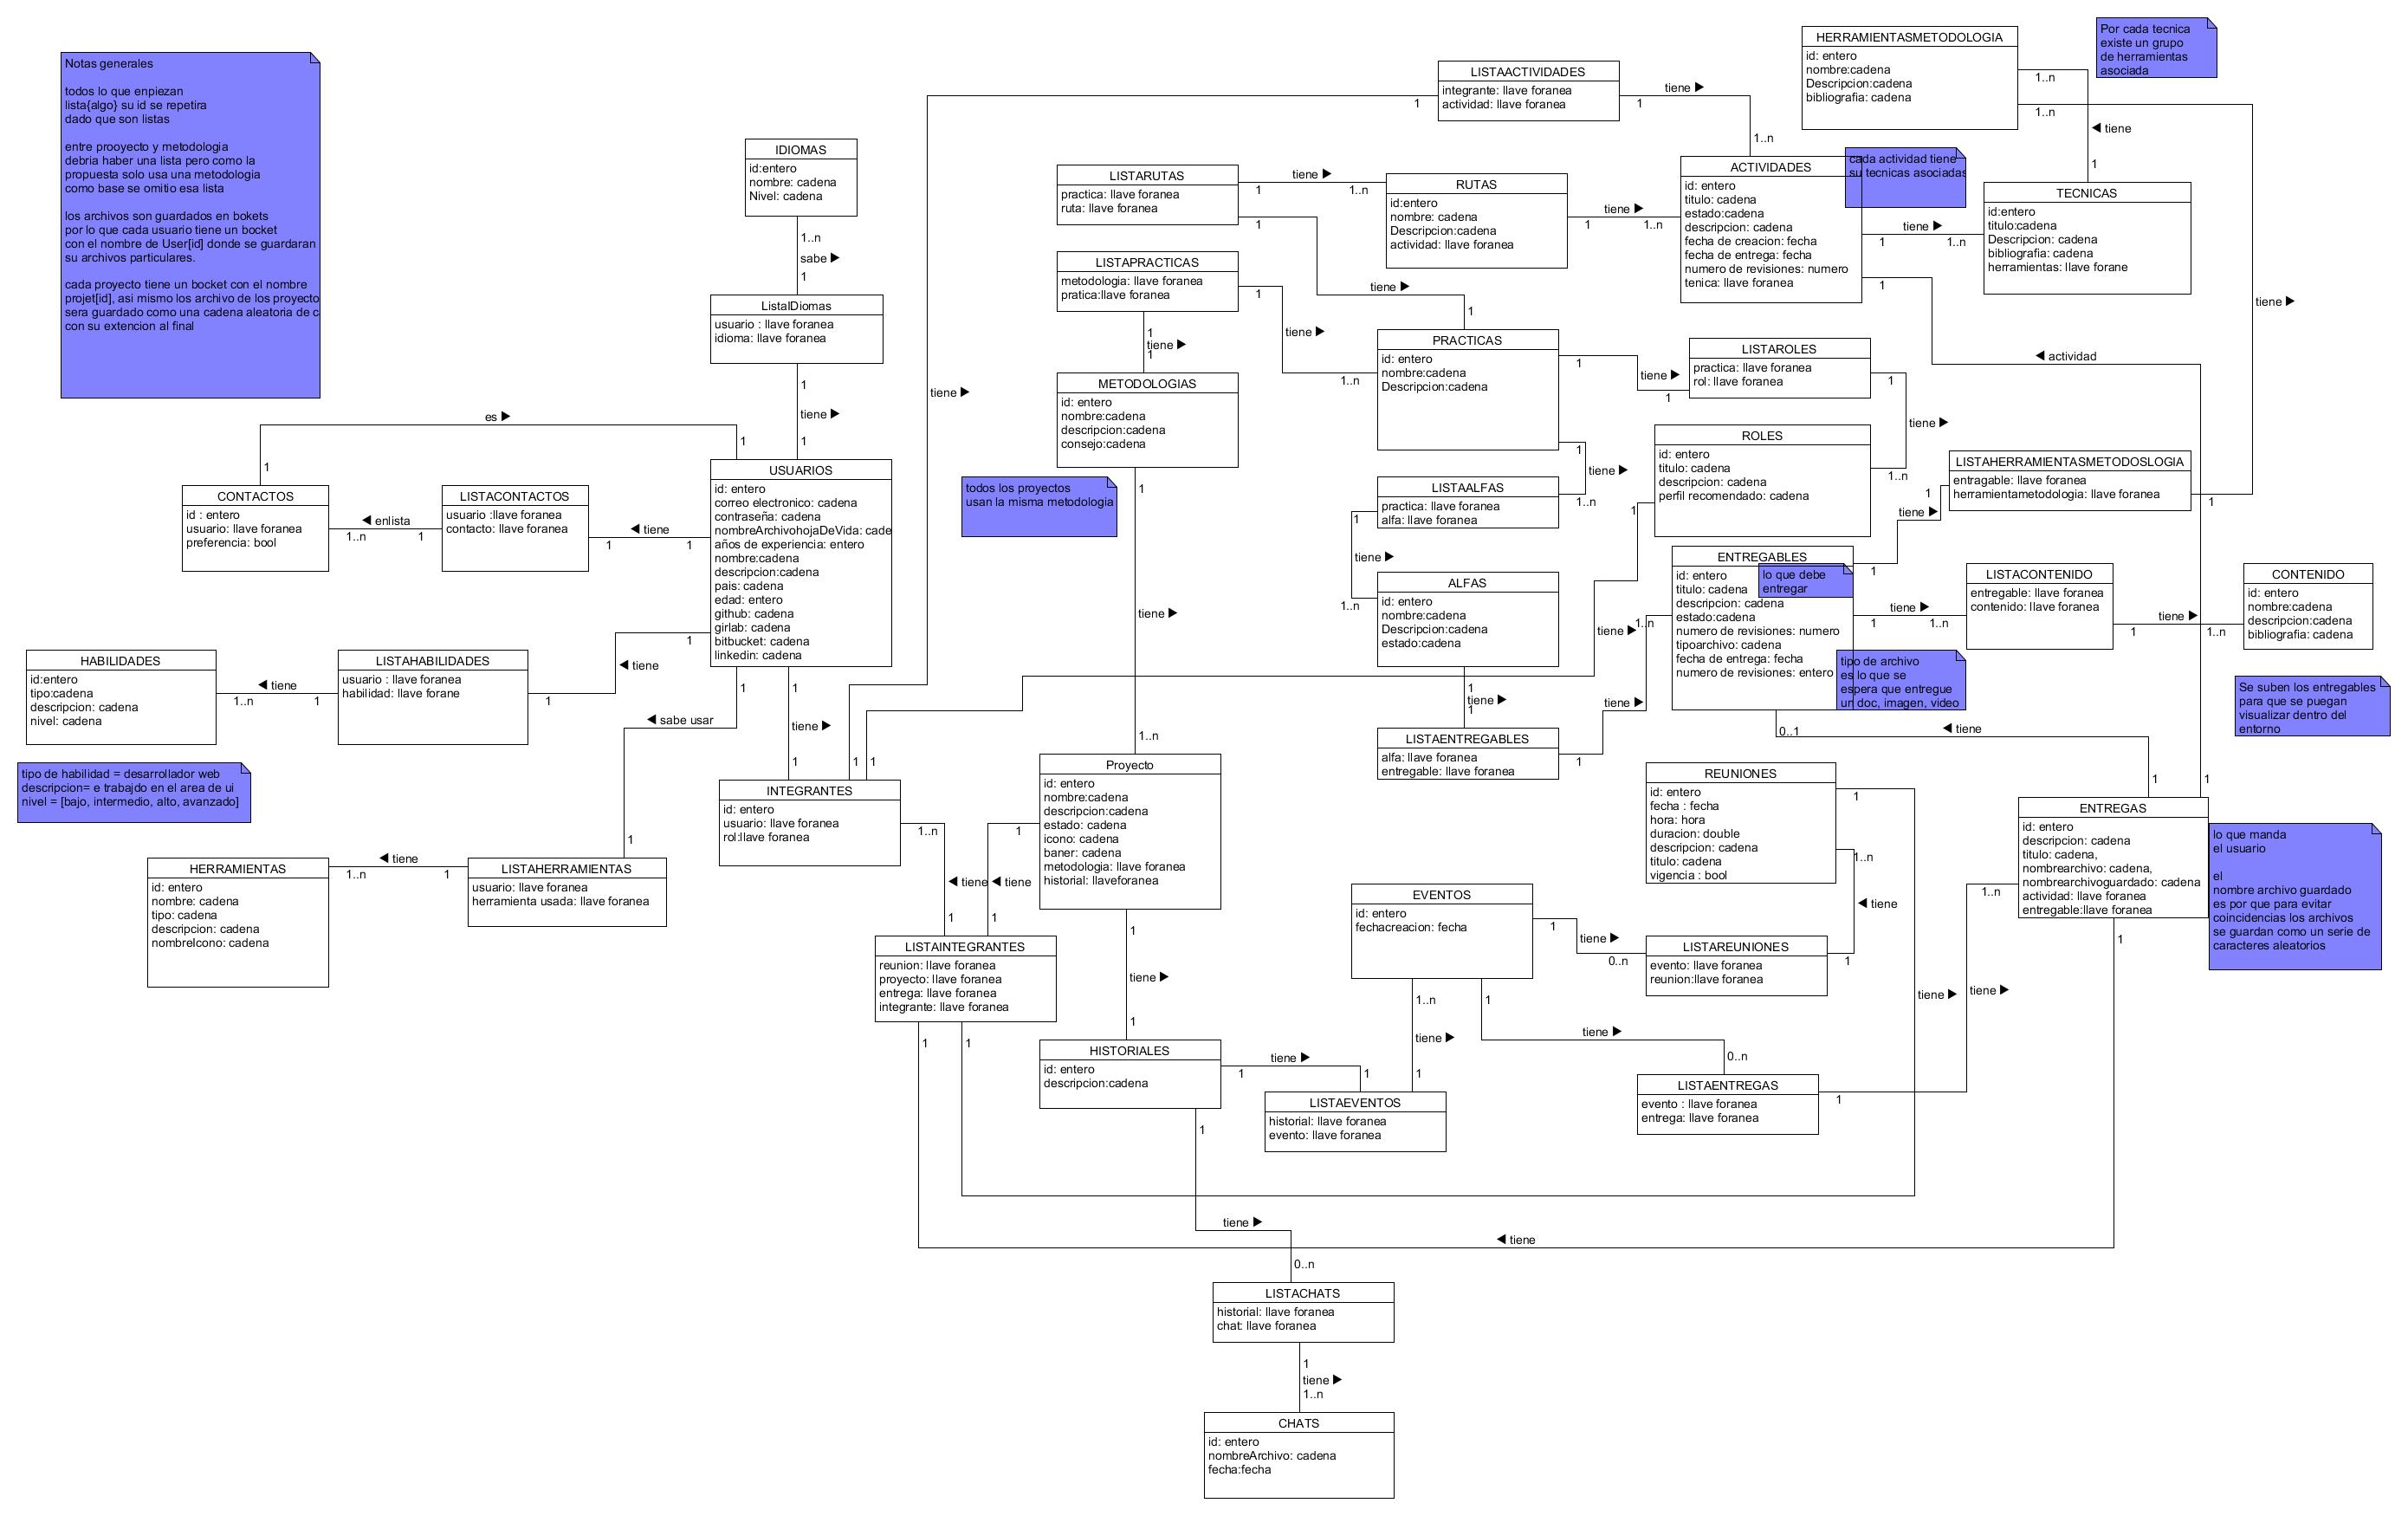 Notas generales
todos lo que enpiezan
lista{algo} su id se repetira
dado que son listas
entre prooyecto y metodologia
debria haber una lista pero como la
propuesta solo usa una metodologia
como base se omitio esa lista
los archivos son guardados en bokets
por lo que cada usuario tiene un bocket
con el nombre de User[id] donde se guardaran
su archivos particulares.
cada proyecto tiene un bocket con el nombre
projet[id], asi mismo los archivo de los proyecto
sera guardado como una cadena aleatoria de c
con su extencion al final
IDIOMAS
id:entero
nombre: cadena
Nivel: cadena
1..n
sabe
1
ListaIDiomas
usuario : llave foranea
idioma: llave foranea
1
tiene
1
es
1
1
CONTACTOS
id : entero
usuario: llave foranea
preferencia: bool
enlista
1..n
1
LISTACONTACTOS
usuario :llave foranea
contacto: llave foranea
tiene
1
1
USUARIOS
id: entero
correo electronico: cadena
contraseña: cadena
nombreArchivohojaDeVida: cade
años de experiencia: entero
nombre:cadena
descripcion:cadena
pais: cadena
edad: entero
github: cadena
girlab: cadena
bitbucket: cadena
linkedin: cadena
HABILIDADES
id:entero
tipo:cadena
descripcion: cadena
nivel: cadena
tiene
1..n
1
LISTAHABILIDADES
usuario : llave foranea
habilidad: llave forane
1
tiene
1
tipo de habilidad = desarrollador web
descripcion= e trabajdo en el area de ui
nivel = [bajo, intermedio, alto, avanzado]
1
sabe usar
1
HERRAMIENTAS
id: entero
nombre: cadena
tipo: cadena
descripcion: cadena
nombreIcono: cadena
tiene
1..n
1
LISTAHERRAMIENTAS
usuario: llave foranea
herramienta usada: llave foranea
1
tiene
1
1
1
INTEGRANTES
id: entero
usuario: llave foranea
rol:llave foranea
1..n
tiene
1
1
tiene
1
LISTAINTEGRANTES
reunion: llave foranea
proyecto: llave foranea
entrega: llave foranea
integrante: llave foranea
1
1
LISTAACTIVIDADES
integrante: llave foranea
actividad: llave foranea
1
tiene
1
tiene
1..n
HERRAMIENTASMETODOLOGIA
id: entero
nombre:cadena
Descripcion:cadena
bibliografia: cadena
1..n
1..n
Por cada tecnica
existe un grupo
de herramientas
asociada
tiene
1
LISTARUTAS
practica: llave foranea
ruta: llave foranea
tiene
1
1..n
1
RUTAS
id:entero
nombre: cadena
Descripcion:cadena
actividad: llave foranea
tiene
1
1..n
ACTIVIDADES
id: entero
titulo: cadena
estado:cadena
descripcion: cadena
fecha de creacion: fecha
fecha de entrega: fecha
numero de revisiones: numero
tenica: llave foranea
cada actividad tiene
su tecnicas asociadas
tiene
1
1..n
1
TECNICAS
id:entero
titulo:cadena
Descripcion: cadena
bibliografia: cadena
herramientas: llave forane
tiene
actividad
LISTAPRACTICAS
metodologia: llave foranea
pratica:llave foranea
1
tiene
1..n
tiene
1
1
tiene
1
METODOLOGIAS
id: entero
nombre:cadena
descripcion:cadena
consejo:cadena
todos los proyectos
usan la misma metodologia
1
tiene
1..n
PRACTICAS
id: entero
nombre:cadena
Descripcion:cadena
1
tiene
1
LISTAROLES
practica: llave foranea
rol: llave foranea
1
tiene
1..n
ROLES
id: entero
titulo: cadena
descripcion: cadena
perfil recomendado: cadena
1
tiene
1
tiene
1..n
LISTAALFAS
practica: llave foranea
alfa: llave foranea
1
tiene
1..n
ALFAS
id: entero
nombre:cadena
Descripcion:cadena
estado:cadena
1
tiene
1
LISTAENTREGABLES
alfa: llave foranea
entregable: llave foranea
1
tiene
1..n
LISTAHERRAMIENTASMETODOSLOGIA
entragable: llave foranea
herramientametodologia: llave foranea
1
1
tiene
1
ENTREGABLES
id: entero
titulo: cadena
descripcion: cadena
estado:cadena
numero de revisiones: numero
tipoarchivo: cadena
fecha de entrega: fecha
numero de revisiones: entero
lo que debe
entregar
tipo de archivo
es lo que se
espera que entregue
un doc, imagen, video
tiene
1
1..n
LISTACONTENIDO
entregable: llave foranea
contenido: llave foranea
tiene
1
1..n
CONTENIDO
id: entero
nombre:cadena
descripcion:cadena
bibliografia: cadena
Se suben los entregables
para que se puegan
visualizar dentro del
entorno
0..1
tiene
1
1
Proyecto
id: entero
nombre:cadena
descripcion:cadena
estado: cadena
icono: cadena
baner: cadena
metodologia: llave foranea
historial: llaveforanea
1
tiene
1
REUNIONES
id: entero
fecha : fecha
hora: hora
duracion: double
descripcion: cadena
titulo: cadena
vigencia : bool
1
1..n
tiene
1
ENTREGAS
id: entero
descripcion: cadena
titulo: cadena,
nombrearchivo: cadena,
nombrearchivoguardado: cadena
actividad: llave foranea
entregable:llave foranea
lo que manda
el usuario
el
nombre archivo guardado
es por que para evitar
coincidencias los archivos
se guardan como un serie de
caracteres aleatorios
1..n
1
EVENTOS
id: entero
fechacreacion: fecha
1
tiene
0..n
LISTAREUNIONES
evento: llave foranea
reunion:llave foranea
tiene
tiene
1..n
tiene
1
1
tiene
0..n
HISTORIALES
id: entero
descripcion:cadena
tiene
1
1
LISTAEVENTOS
historial: llave foranea
evento: llave foranea
LISTAENTREGAS
evento : llave foranea
entrega: llave foranea
1
1
tiene
0..n
tiene
LISTACHATS
historial: llave foranea
chat: llave foranea
1
tiene
1..n
CHATS
id: entero
nombreArchivo: cadena
fecha:fecha